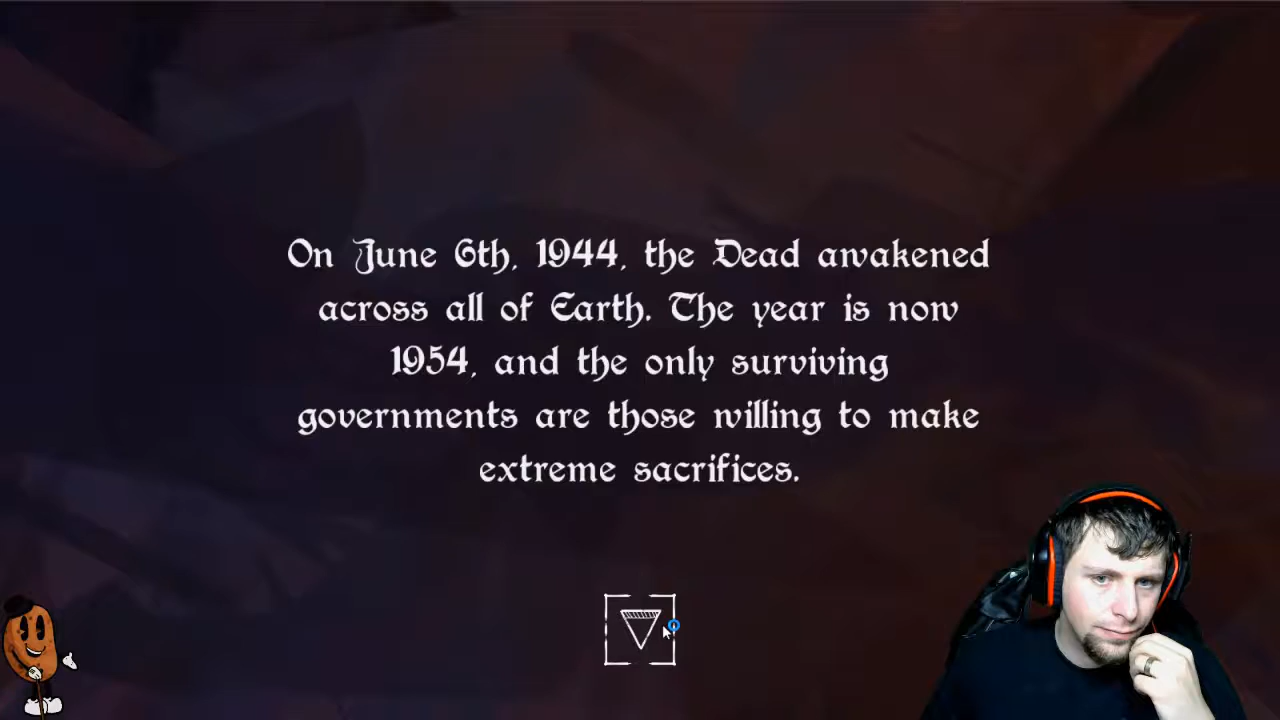 On June 6th, 1944, the Dead awakened
across all of Earth. The year is now
1954, and the only surviving
governments are those willing to make
extreme sacrifices.